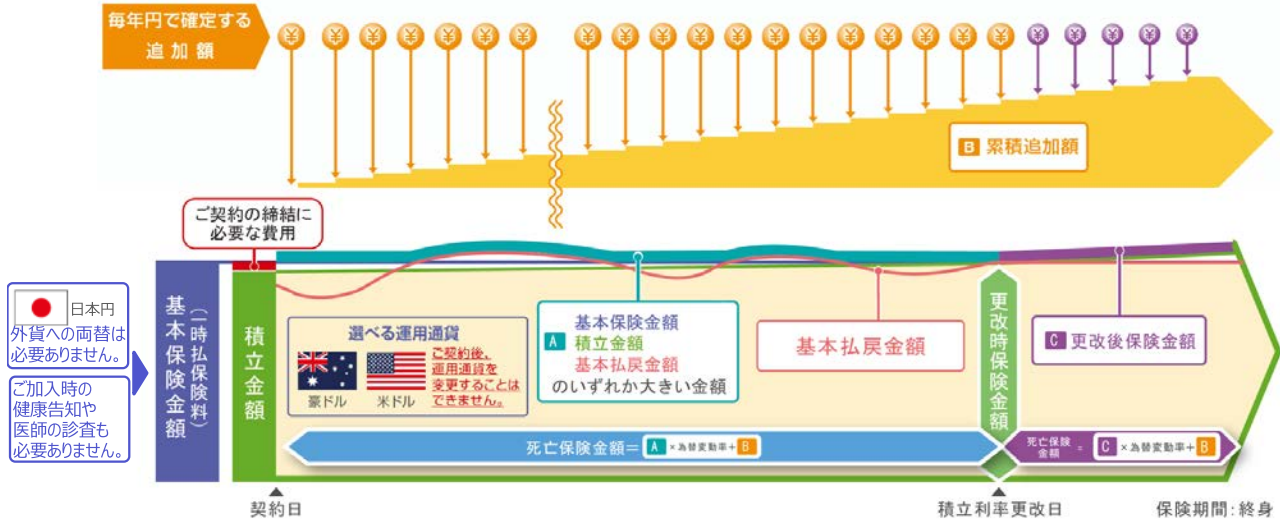 毎年円で確定する
追加額
¥ ¥ ¥ ¥ ¥ ¥ ¥ ¥ ¥ ¥ ¥ ¥ ¥ ¥ ¥ ¥ ¥ ¥ ¥ ¥ ¥ ¥ ¥ ¥
B 累積追加額
ご契約の締結に
必要な費用
日本円
外貨への両替は
必要ありません。
ご加入時の
健康告知や
医師の診査も
必要ありません。
基本保険金額
(一時払保険料)
積立金額
選べる運用通貨
豪ドル
米ドル
ご契約後、
運用通貨を
変更することは
できません。
A
基本保険金額
積立金額
基本払戻金額
のいずれか大きい金額
基本払戻金額
更改時保険金額
C 更改後保険金額
死亡保険金額=A×為替変動率+B
死亡保険
金額
=C×為替変動率+B
契約日
積立利率更改日
保険期間:終身